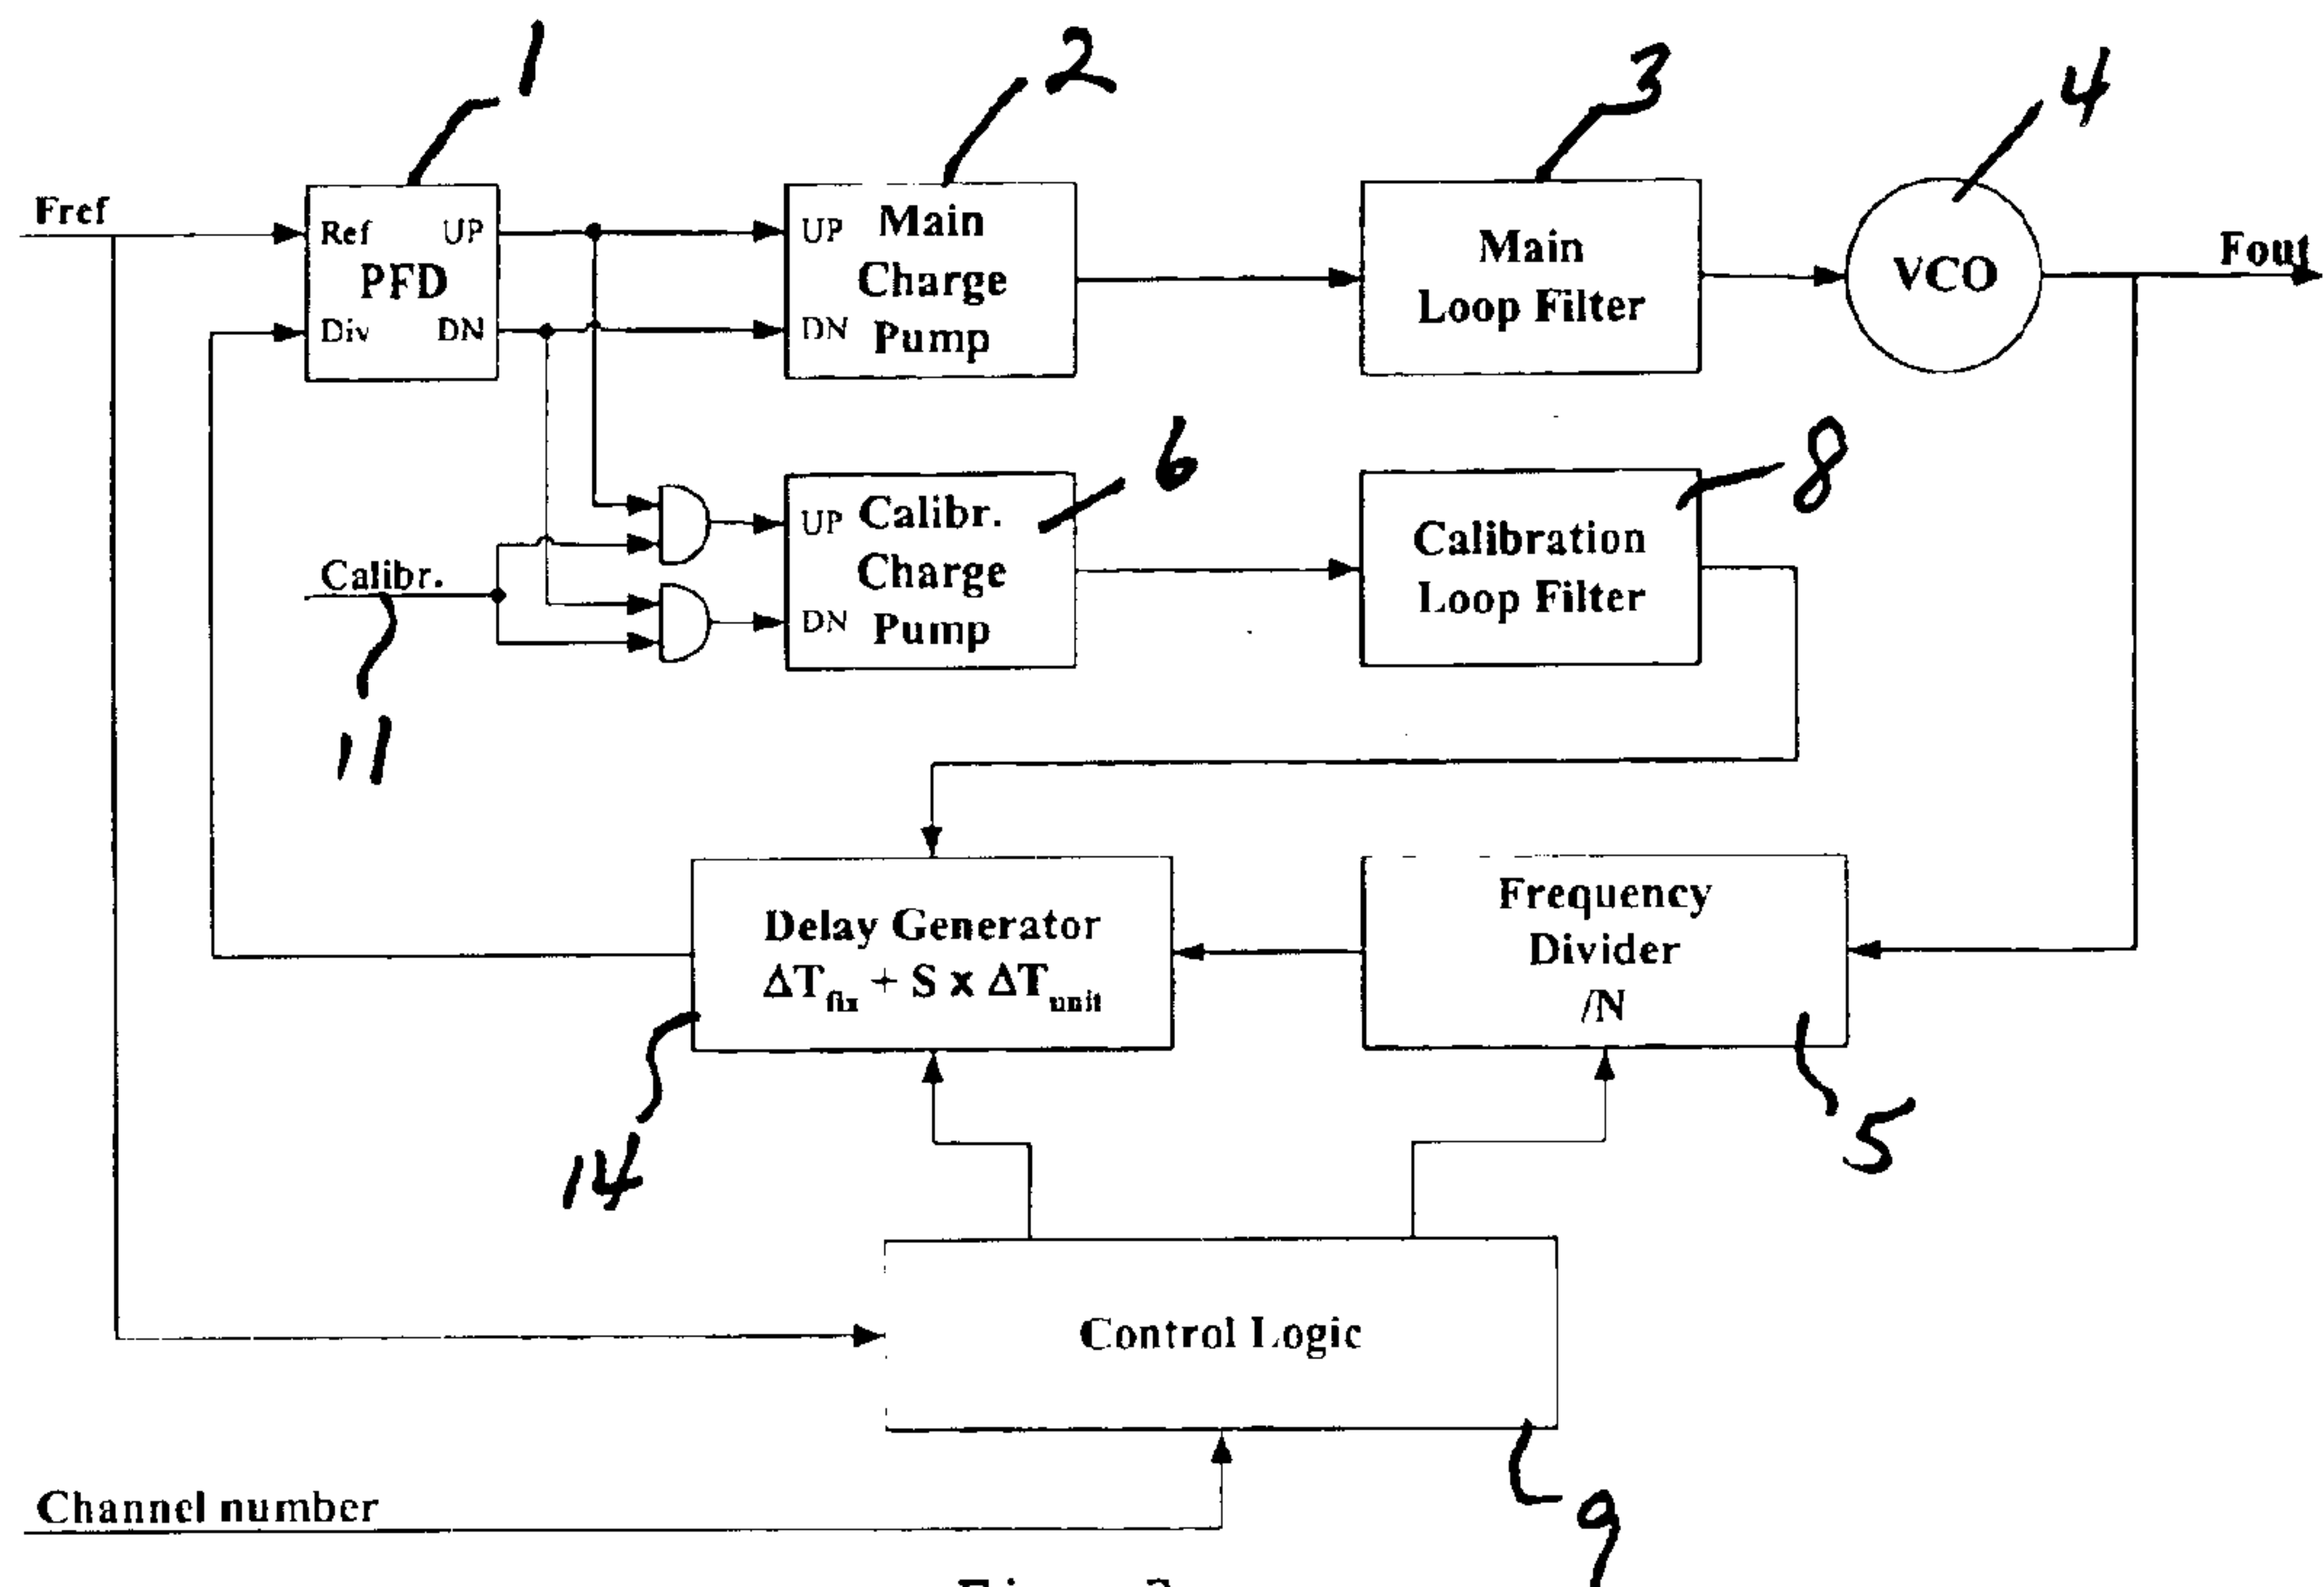 1
2
3
4
Fref
Ref
UP
PFD
Div
DN
UP
Main
Charge
DN
Pump
Main
Loop Filter
VCO
Fout
6
8
Calibr.
11
UP
Calibr.
Charge
DN
Pump
Calibration
Loop Filter
Delay Generator
ΔTfix + S x ΔTunit
14
Frequency
Divider
/N
5
Control Logic
9
Channel number